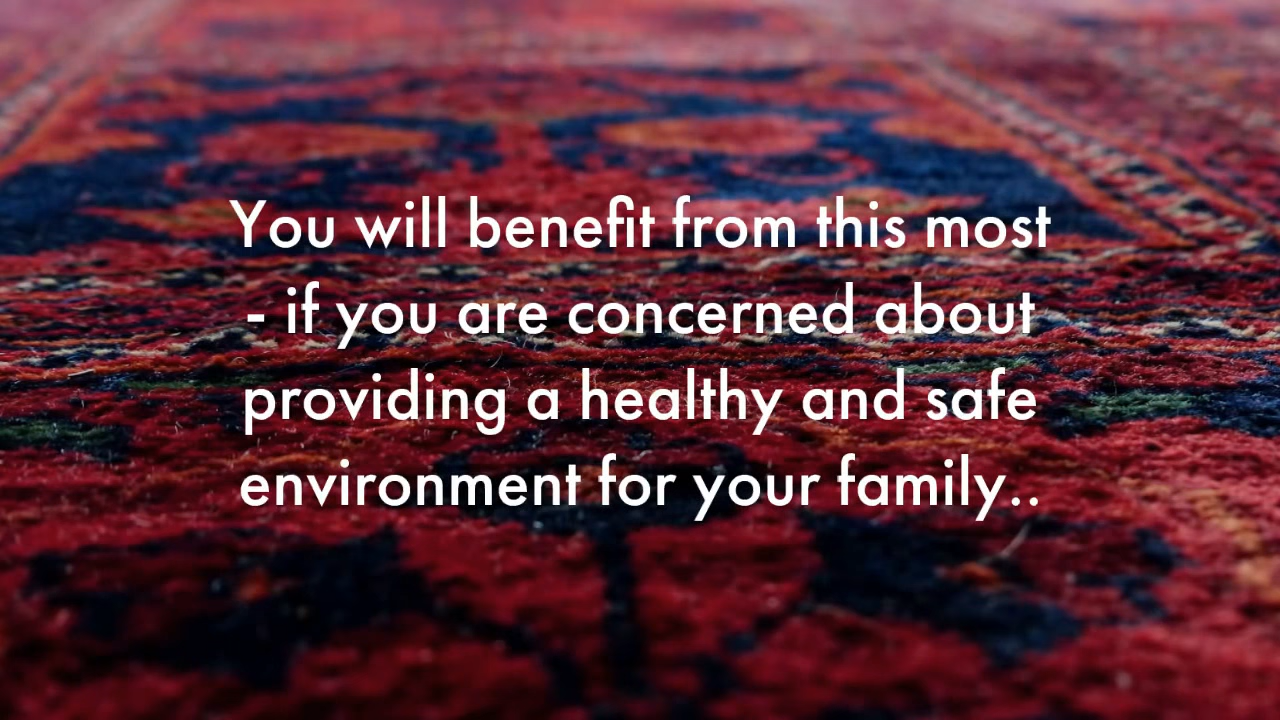 You will benefit from this most
- if you are concerned about
providing a healthy and safe
environment for your family..